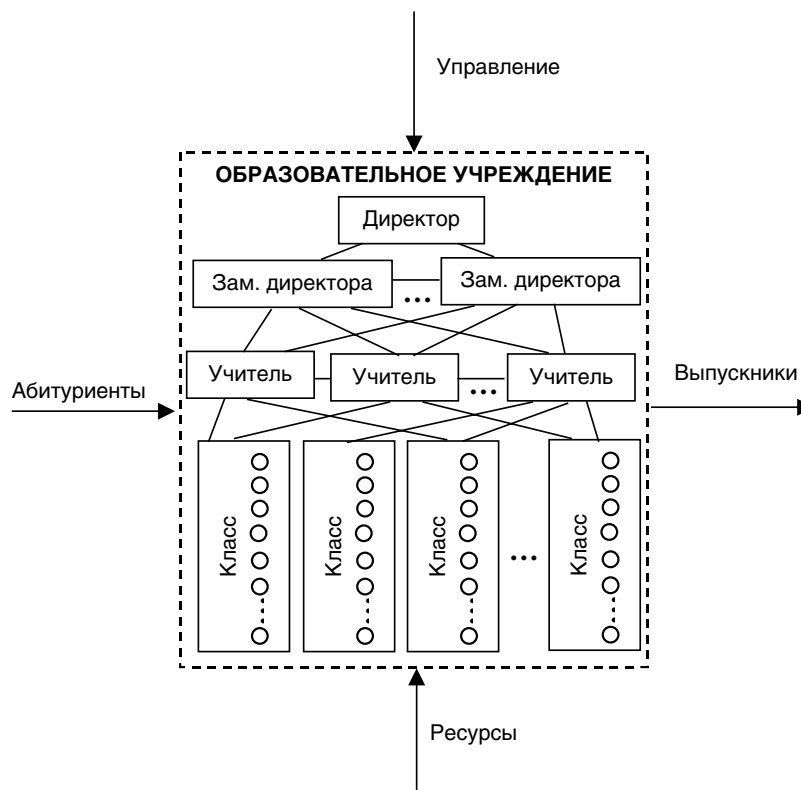 Управление
ОБРАЗОВАТЕЛЬНОЕ УЧРЕЖДЕНИЕ
Директор
Зам. директора
...
Зам. директора
Абитуриенты
Учитель
Учитель
...
Учитель
Выпускники
Класс
Класс
Класс
...
Класс
Ресурсы